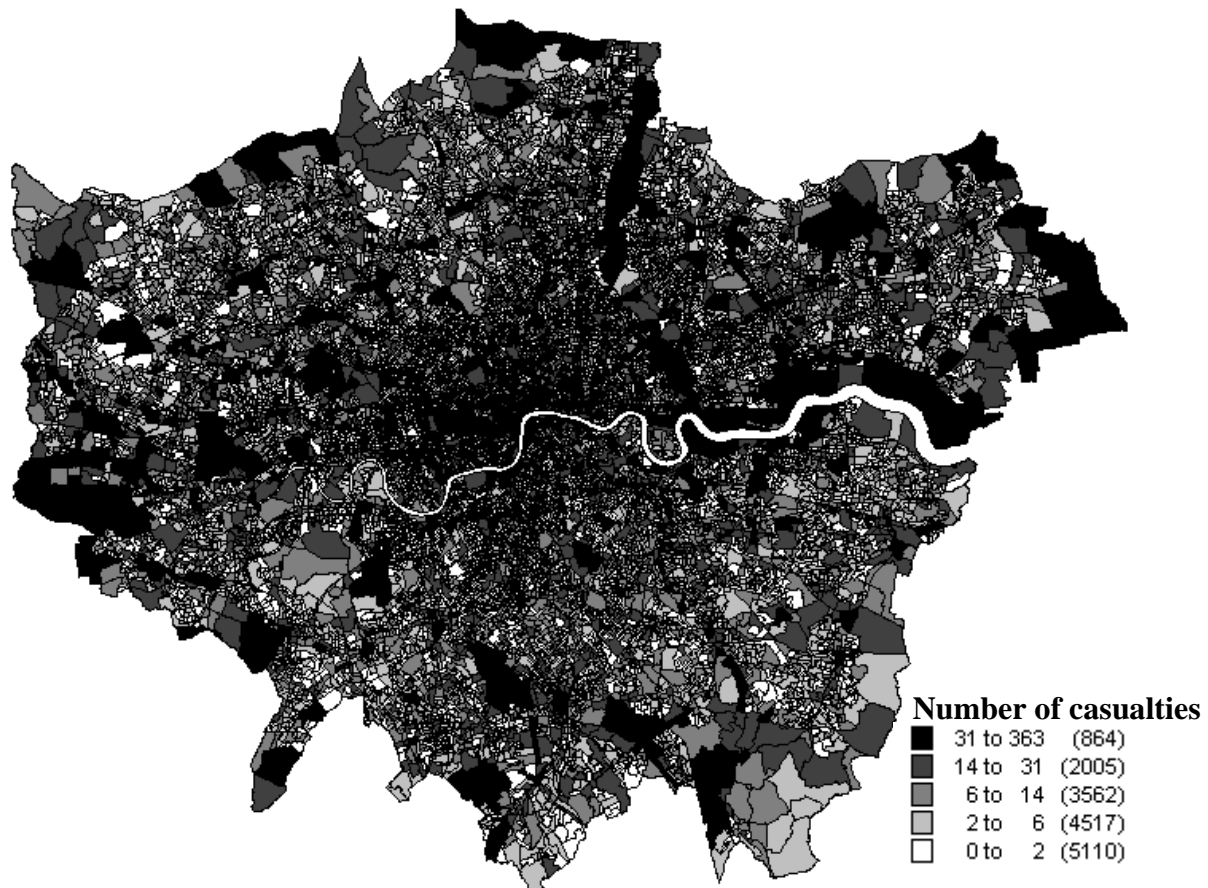 Number of casualties
31 to 363 (864)
14 to 31 (2005)
6 to 14 (3562)
2 to 6 (4517)
0 to 2 (5110)